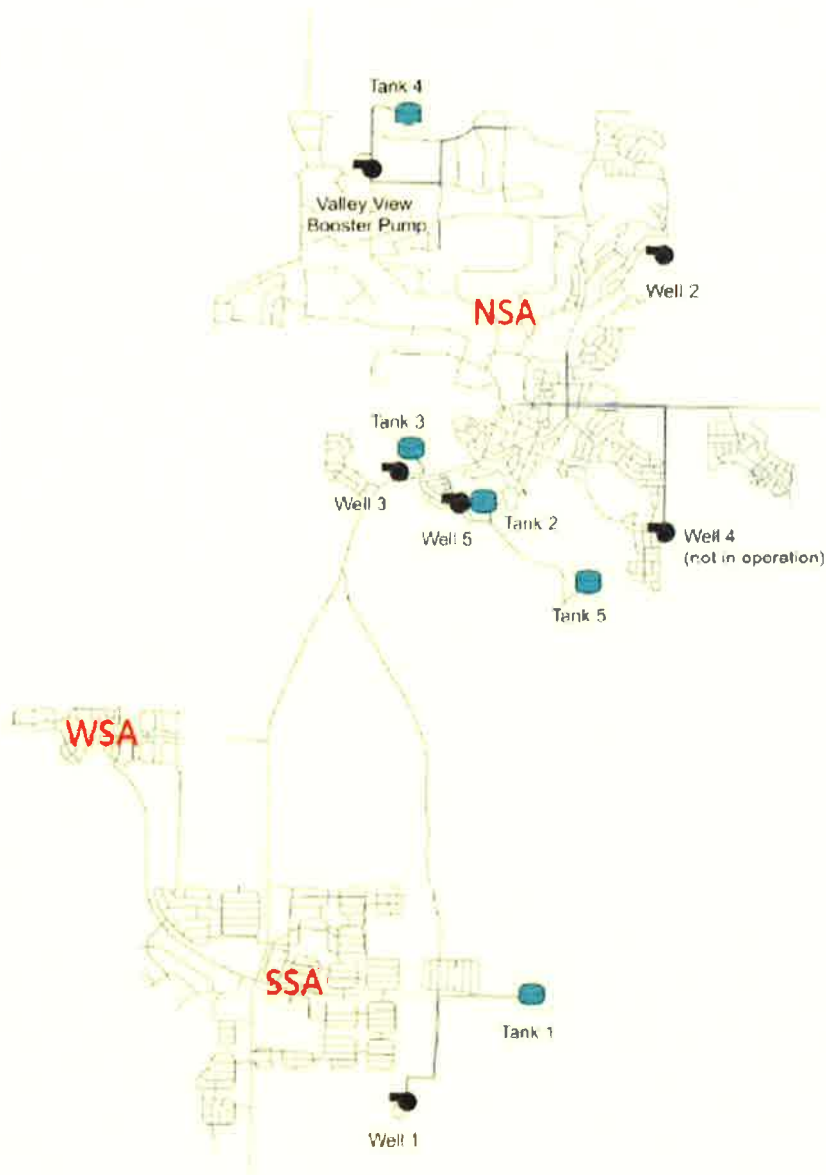 Tank 4
Valley View
Booster Pump
Well 2
NSA
Tank 3
Well 3
Tank 2
Well 5
Well 4
(not in operation)
Tank 5
WSA
SSA
Tank 1
Well 1